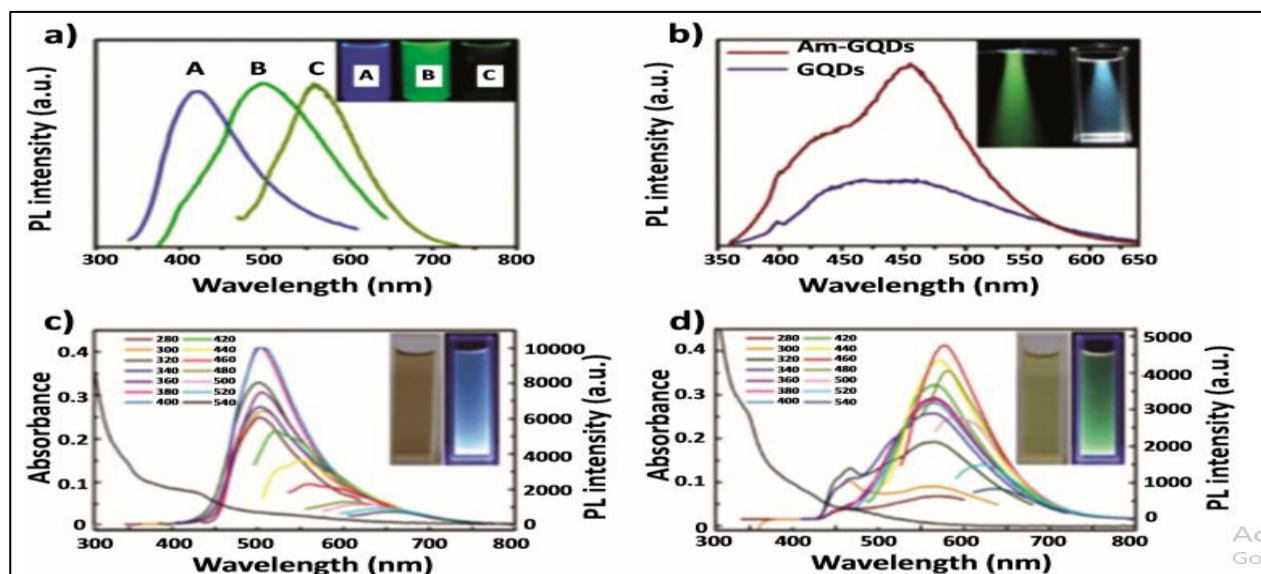 a)
A B C
A B C
PL intensity (a.u.)
300 400 500 600 700 800
Wavelength (nm)
b)
Am-GQDs
GQDs
PL intensity (a.u.)
350 400 450 450 500 550 600 650
Wavelength (nm)
c)
280 420
300 440
320 460
340 480
360 500
380 520
400 540
0.4
0.3
0.2
0.1
0
Absorbance
10000
8000
6000
4000
2000
0
PL intensity (a.u.)
300 400 500 600 700 800
Wavelength (nm)
d)
280 420
300 440
320 460
340 480
360 500
380 520
400 540
0.4
0.3
0.2
0.1
0
Absorbance
5000
4000
3000
2000
1000
0
PL intensity (a.u.)
300 400 500 600 700 800
Wavelength (nm)
Go